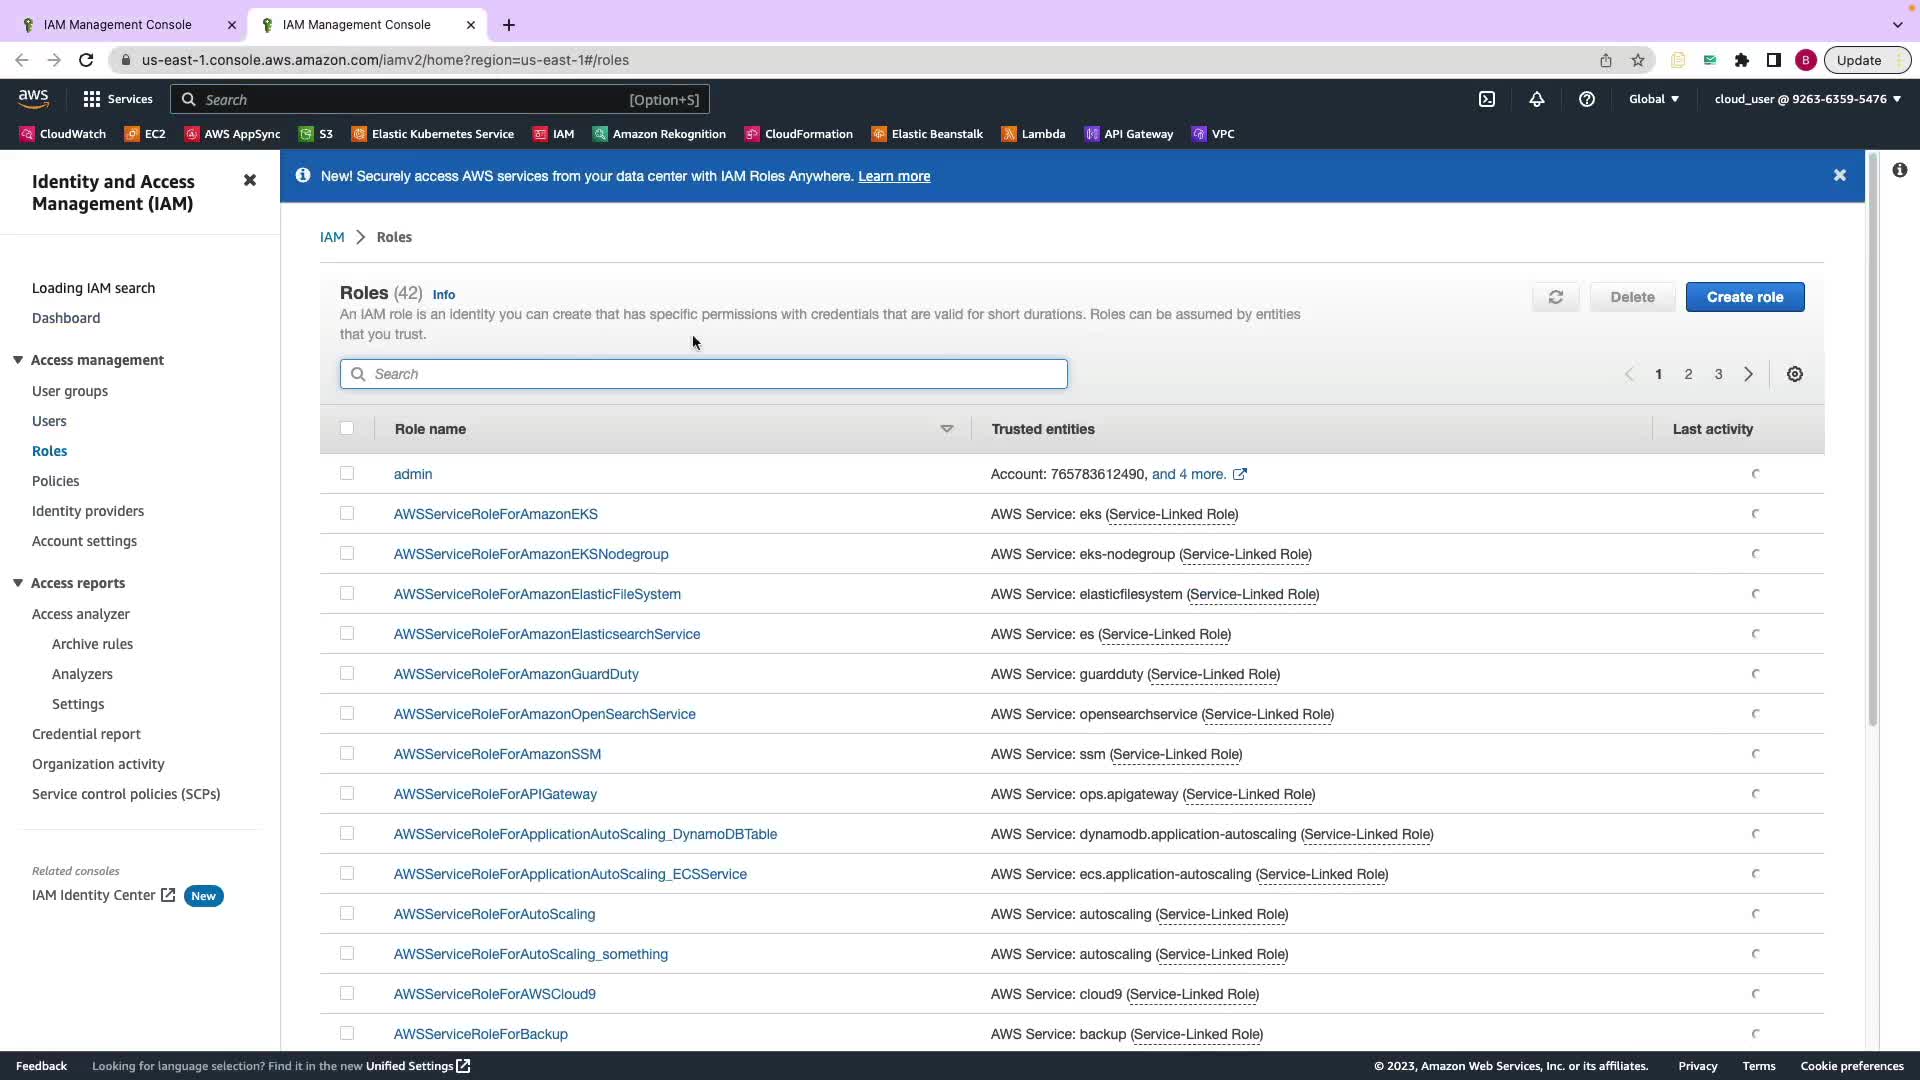 IAM Management Console
IAM Management Console
us-east-1.console.aws.amazon.com/iamv2/home?region=us-east-1#/roles
B
Update
aws
Services
Search
[Option+S]
Global
cloud_user @ 9263-6359-5476
CloudWatch
EC2
AWS AppSync
S3
Elastic Kubernetes Service
IAM
Amazon Rekognition
CloudFormation
Elastic Beanstalk
Lambda
API Gateway
VPC
Identity and Access
Management (IAM)
Loading IAM search
Dashboard
Access management
User groups
Users
Roles
Policies
Identity providers
Account settings
Access reports
Access analyzer
Archive rules
Analyzers
Settings
Credential report
Organization activity
Service control policies (SCPs)
Related consoles
IAM Identity Center
New
New! Securely access AWS services from your data center with IAM Roles Anywhere. Learn more
IAM > Roles
Roles (42) Info
An IAM role is an identity you can create that has specific permissions with credentials that are valid for short durations. Roles can be assumed by entities
that you trust.
Delete
Create role
Search
1 2 3
Role name Trusted entities Last activity
admin Account: 765783612490, and 4 more.
AWSServiceRoleForAmazonEKS AWS Service: eks (Service-Linked Role)
AWSServiceRoleForAmazonEKSNodegroup AWS Service: eks-nodegroup (Service-Linked Role)
AWSServiceRoleForAmazonElasticFileSystem AWS Service: elasticfilesystem (Service-Linked Role)
AWSServiceRoleForAmazonElasticsearchService AWS Service: es (Service-Linked Role)
AWSServiceRoleForAmazonGuardDuty AWS Service: guardduty (Service-Linked Role)
AWSServiceRoleForAmazonOpenSearchService AWS Service: opensearchservice (Service-Linked Role)
AWSServiceRoleForAmazonSSM AWS Service: ssm (Service-Linked Role)
AWSServiceRoleForAPIGateway AWS Service: ops.apigateway (Service-Linked Role)
AWSServiceRoleForApplicationAutoScaling_DynamoDBTable AWS Service: dynamodb.application-autoscaling (Service-Linked Role)
AWSServiceRoleForApplicationAutoScaling_ECSService AWS Service: ecs.application-autoscaling (Service-Linked Role)
AWSServiceRoleForAutoScaling AWS Service: autoscaling (Service-Linked Role)
AWSServiceRoleForAutoScaling_something AWS Service: autoscaling (Service-Linked Role)
AWSServiceRoleForAWSCloud9 AWS Service: cloud9 (Service-Linked Role)
AWSServiceRoleForBackup AWS Service: backup (Service-Linked Role)
Feedback
Looking for language selection? Find it in the new Unified Settings
© 2023, Amazon Web Services, Inc. or its affiliates.
Privacy
Terms
Cookie preferences